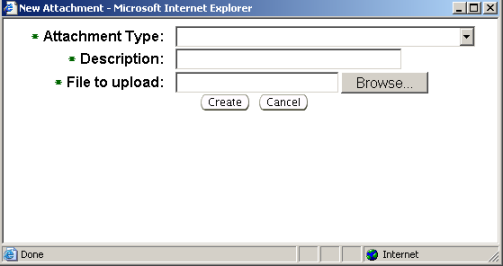 New Attachment - Microsoft Internet Explorer
* Attachment Type:
* Description:
* File to upload: Browse...
Create Cancel
Done Internet